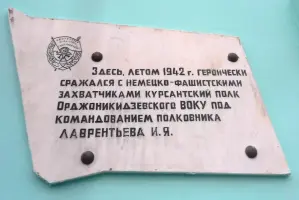 Здесь, летом 1942 г. героически
сражался с немецко-фашистскими
захватчиками курсантский полк
Орджоникидзевского ВОКУ под
командованием полковника
Лаврентьева И.Я.